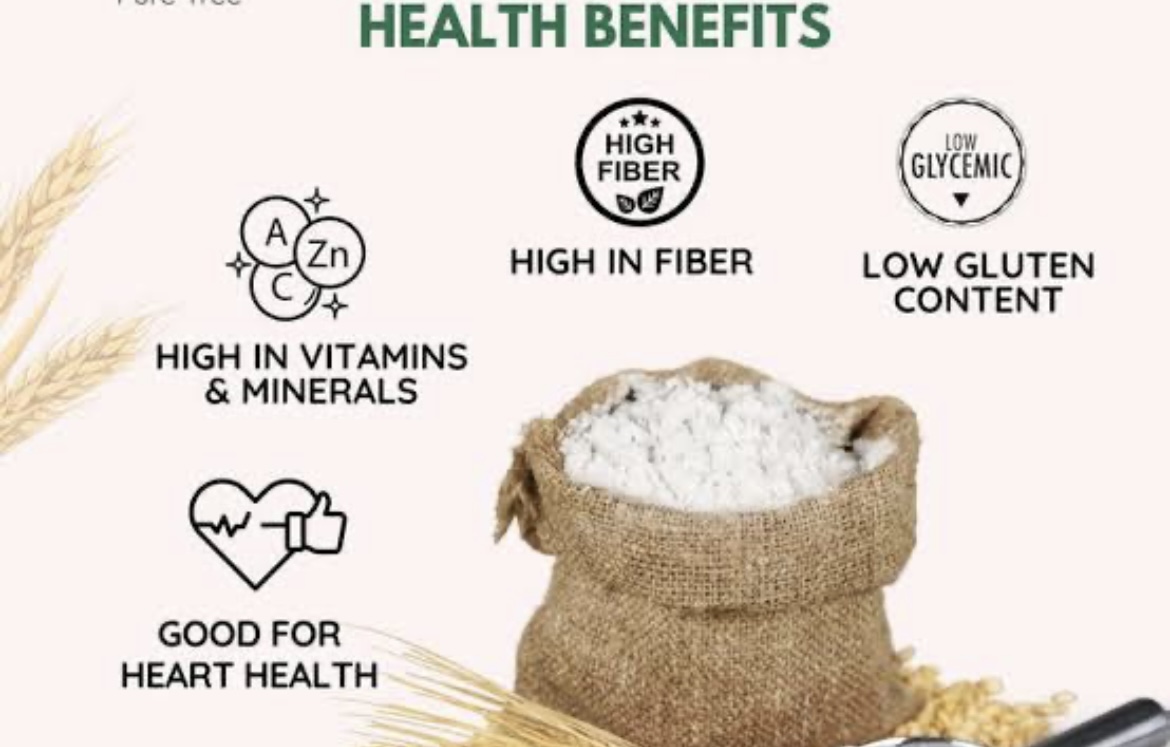 HEALTH BENEFITS
HIGH
FIBER
HIGH IN FIBER
LOW
GLYCEMIC
LOW GLUTEN
CONTENT
A
Zn
C
HIGH IN VITAMINS
& MINERALS
GOOD FOR
HEART HEALTH